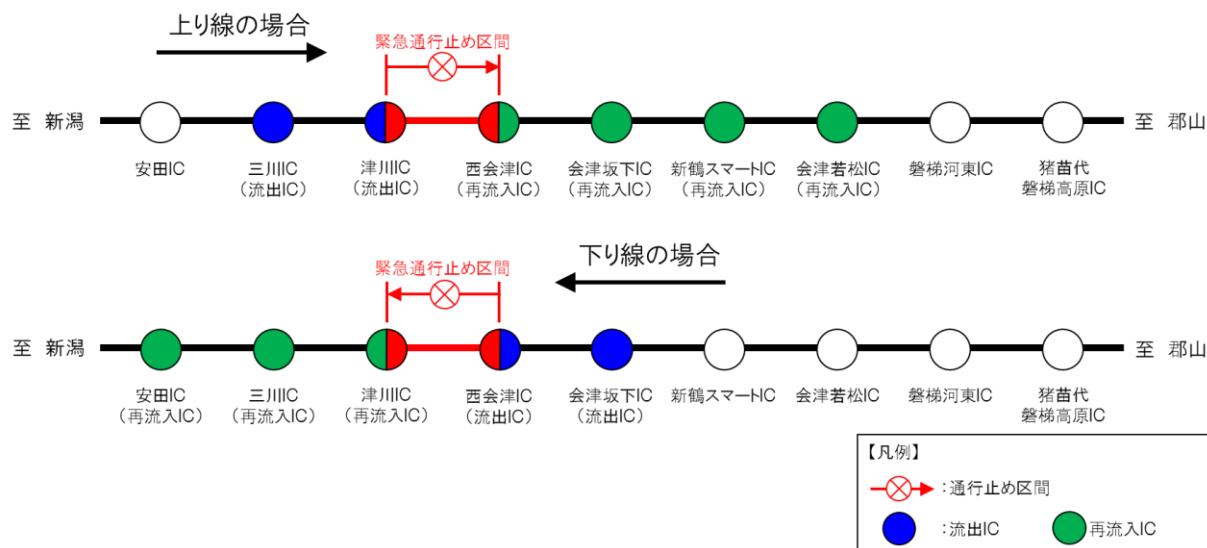 上り線の場合
緊急通行止め区間
至 新潟
至 郡山
安田IC
三川IC
(流出IC)
津川IC
(流出IC)
西会津IC
(再流入IC)
会津坂下IC
(再流入IC)
新鶴スマートIC
(再流入IC)
会津若松IC
(再流入IC)
磐梯河東IC
猪苗代
磐梯高原IC
下り線の場合
緊急通行止め区間
至 新潟
至 郡山
安田IC
(再流入IC)
三川IC
(再流入IC)
津川IC
(再流入IC)
西会津IC
(流出IC)
会津坂下IC
(流出IC)
新鶴スマートIC
会津若松IC
磐梯河東IC
猪苗代
磐梯高原IC
【凡例】
:通行止め区間
:流出IC
再流入IC